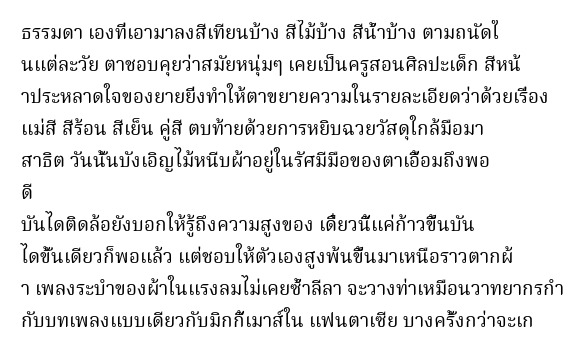 ธรรมดา เองที่เอามาลงสีเทียนบ้าง สีไม้บ้าง สีน้ำบ้าง ตามถนัดใ
นแต่ละวัย ตาชอบคุยว่าสมัยหนุ่มๆ เคยเป็นครูสอนศิลปะเด็ก สีหน้
าประหลาดใจของยายยิ่งทำให้ตาขยายความในรายละเอียดว่าด้วยเรื่อง
แม่สี สีร้อน สีเย็น คู่สี ตบท้ายด้วยการหยิบฉวยวัสดุใกล้มือมา
สาธิต วันนั้นบังเอิญไม้หนีบผ้าอยู่ในรัศมีมือของตาเอื้อมถึงพอ
ดี
บันไดติดล้อยังบอกให้รู้ถึงความสูงของ เดี๋ยวนี้แค่ก้าวขึ้นบัน
ไดขั้นเดียวก็พอแล้ว แต่ชอบให้ตัวเองสูงพ้นขึ้นมาเหนือราวตากผ้
า เพลงระบำของผ้าในแรงลมไม่เคยซ้ำลีลา จะวางท่าเหมือนวาทยากรกำ
กับบทเพลงแบบเดียวกับมิกกี้เมาส์ใน แฟนตาเซีย บางครั้งกว่าจะเก